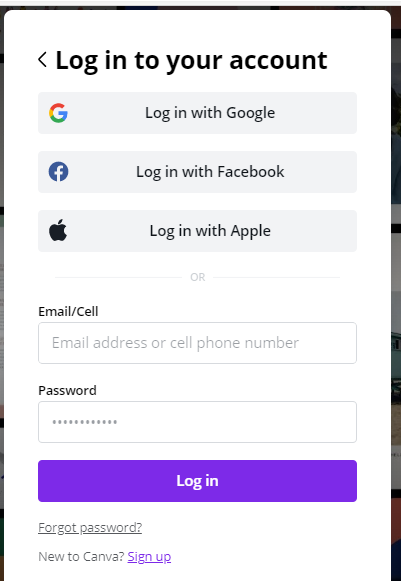 Log in to your account
Log in with Google
Log in with Facebook
Log in with Apple
OR
Email/Cell
Email address or cell phone number
Password
••••••••••••
Log in
Forgot password?
New to Canva? Sign up